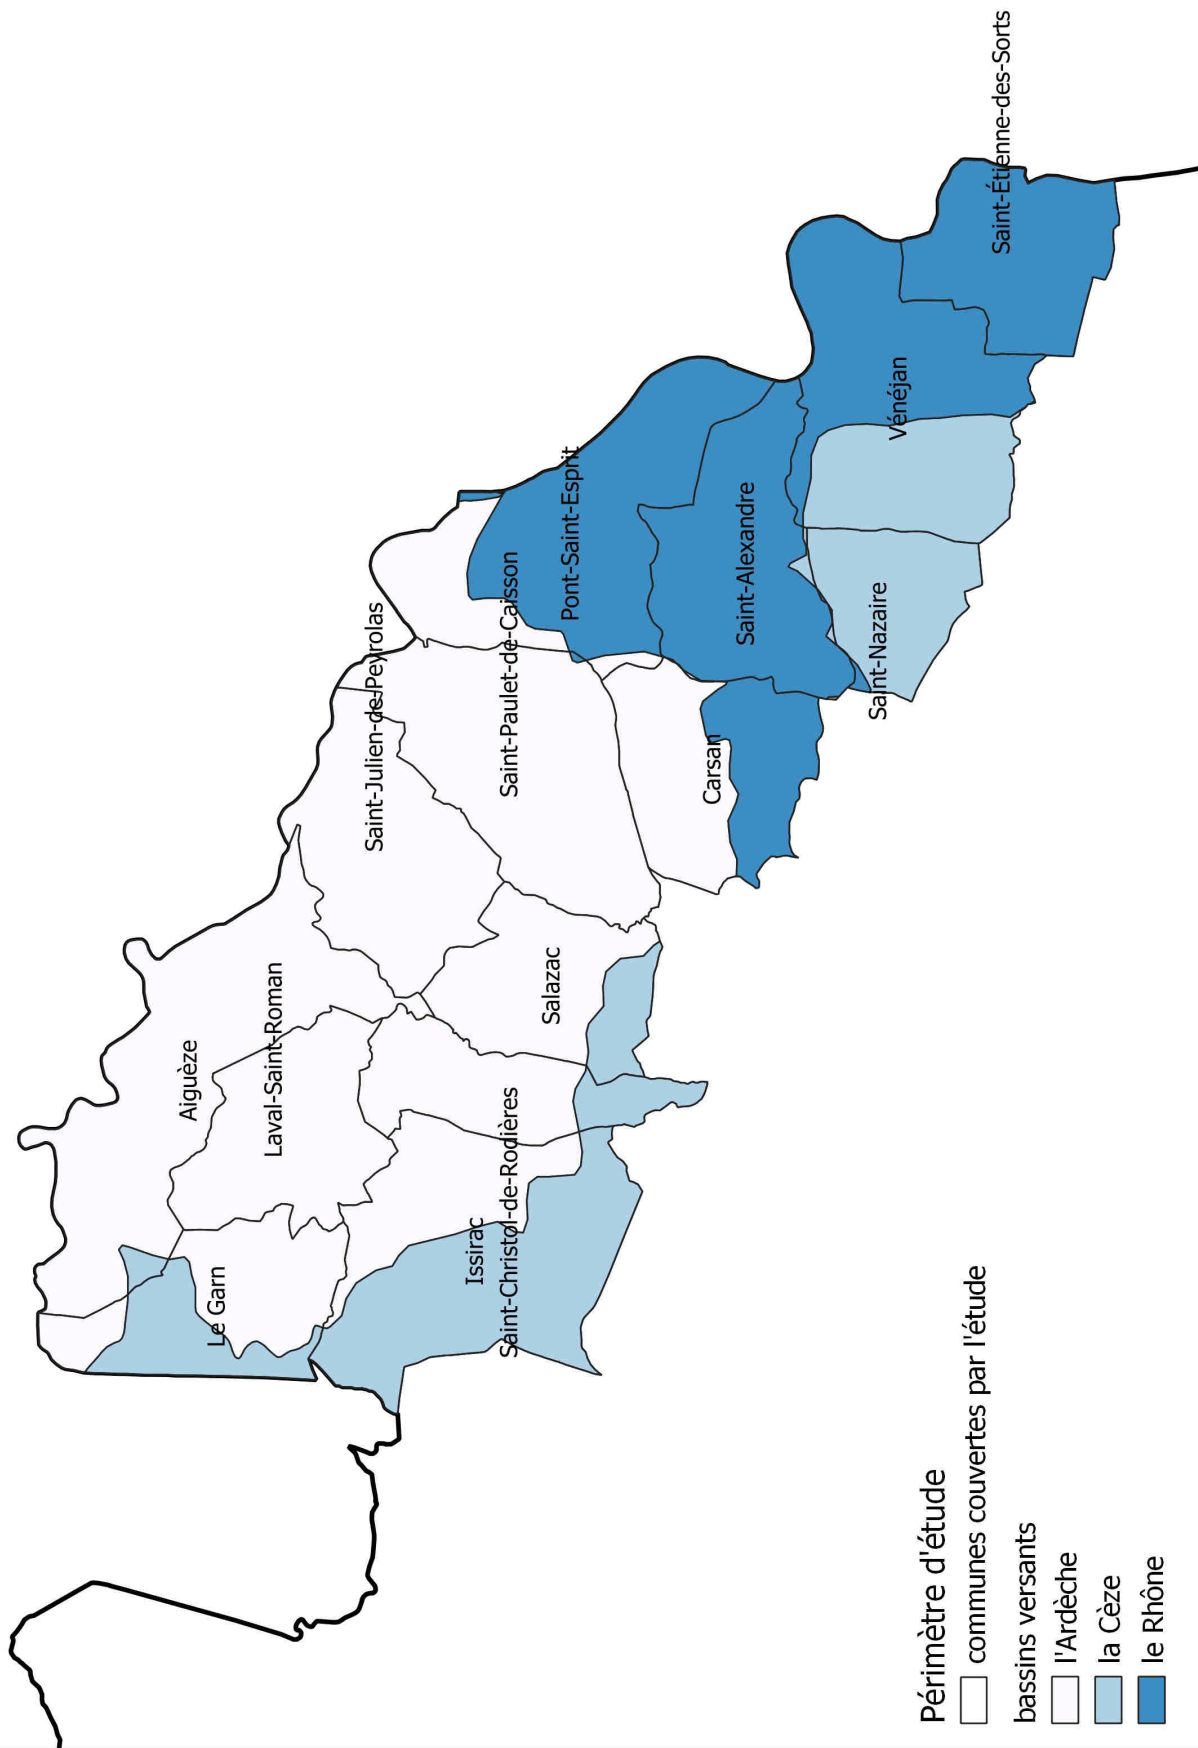 Aiguèze
Le Garn
Laval-Saint-Roman
Saint-Julien-de-Peyrolas
Issirac
Saint-Christol-de-Rodières
Saint-Paulet-de-Caisson
Salazac
Pont-Saint-Esprit
Carsan
Saint-Alexandre
Saint-Nazaire
Vénéjan
Saint-Étienne-des-Sorts
Périmètre d'étude
communes couvertes par l'étude
bassins versants
l'Ardèche
la Cèze
le Rhône